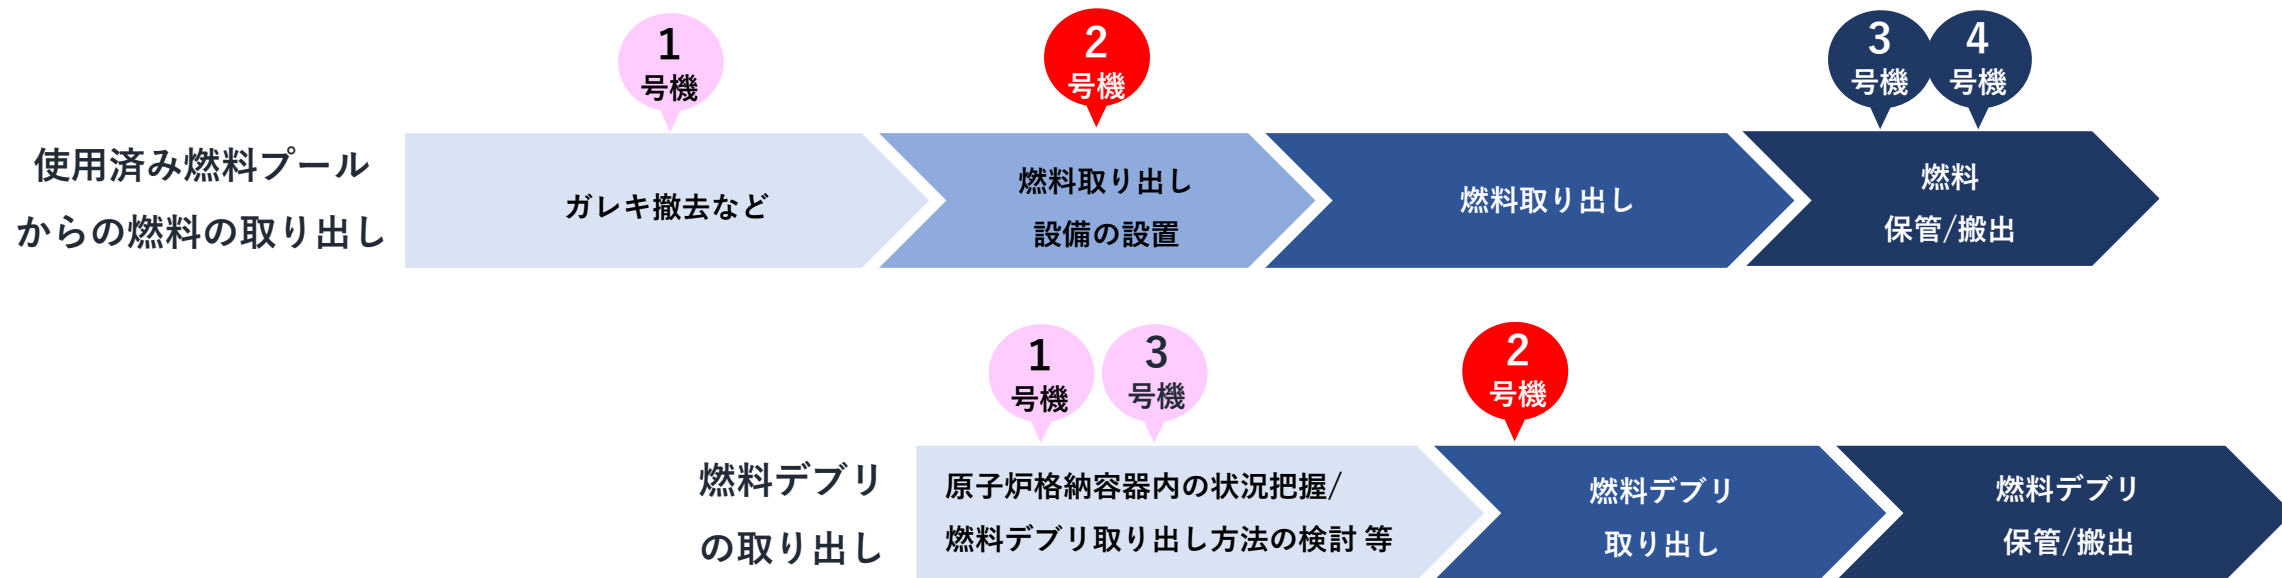 1
号機
2
号機
3
号機
4
号機
使用済み燃料プール
からの燃料の取り出し
ガレキ撤去など
燃料取り出し
設備の設置
燃料取り出し
燃料
保管/搬出
1
号機
3
号機
2
号機
燃料デブリ
の取り出し
原子炉格納容器内の状況把握/
燃料デブリ取り出し方法の検討 等
燃料デブリ
取り出し
燃料デブリ
保管/搬出